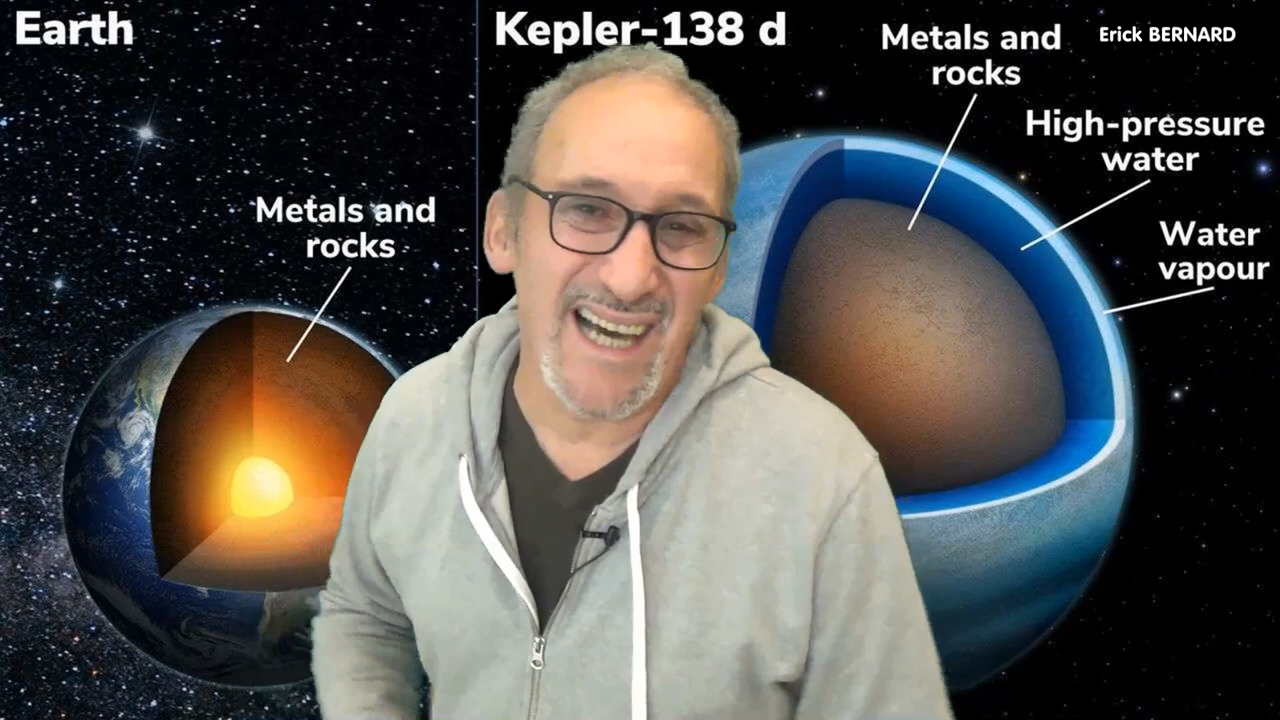 Earth
Kepler-138 d
Erick BERNARD
Metals and
rocks
High-pressure
water
Water
vapour
Metals and
rocks